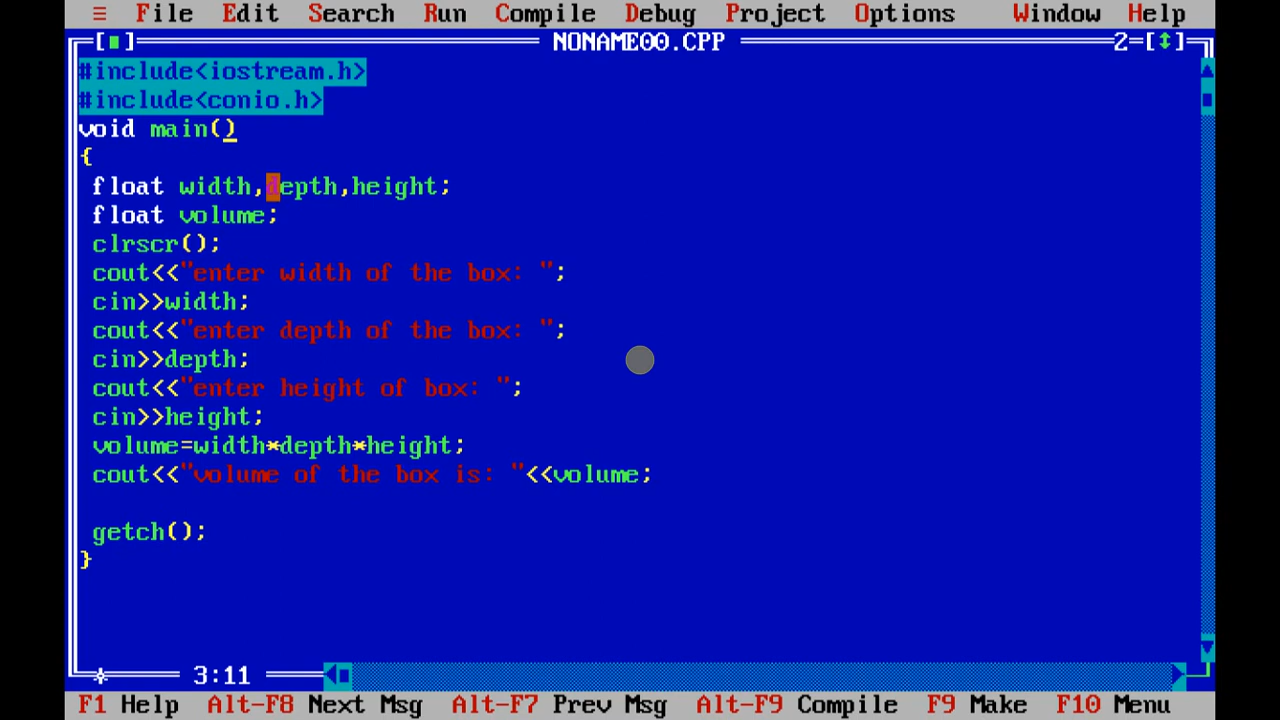 ≡ File Edit Search Run Compile Debug Project Options Window Help
[■] NONAME00.CPP 2=[↕]
#include<iostream.h>
#include<conio.h>
void main()
{
float width,depth,height;
float volume;
clrscr();
cout<<"enter width of the box: ";
cin>>width;
cout<<"enter depth of the box: ";
cin>>depth;
cout<<"enter height of box: ";
cin>>height;
volume=width*depth*height;
cout<<"volume of the box is: "<<volume;
getch();
}
3:11
F1 Help Alt-F8 Next Msg Alt-F7 Prev Msg Alt-F9 Compile F9 Make F10 Menu